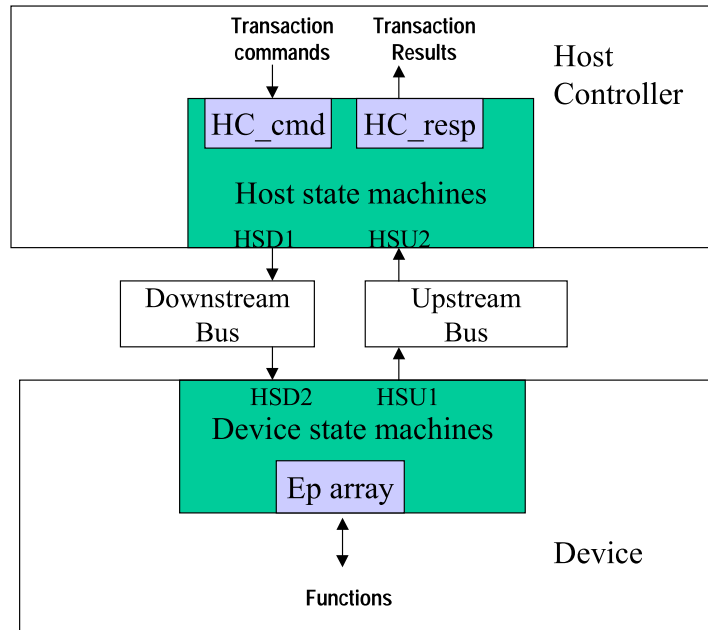 Transaction commands
Transaction Results
Host Controller
HC_cmd
HC_resp
Host state machines
HSD1
HSU2
Downstream Bus
Upstream Bus
HSD2
HSU1
Device state machines
Ep array
Device
Functions